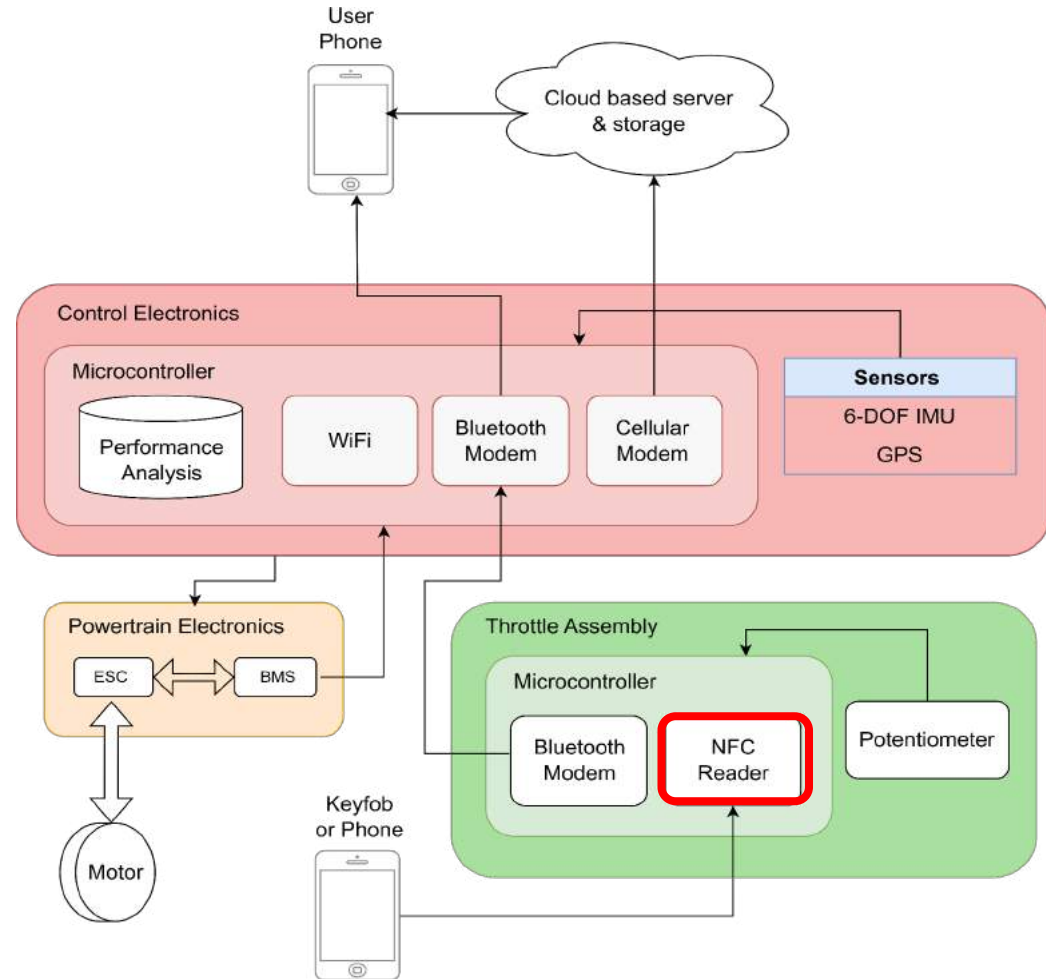 User
Phone
Cloud based server
& storage
Control Electronics
Microcontroller
Performance
Analysis
WiFi
Bluetooth
Modem
Cellular
Modem
Sensors
6-DOF IMU
GPS
Powertrain Electronics
ESC
BMS
Motor
Throttle Assembly
Microcontroller
Bluetooth
Modem
NFC
Reader
Potentiometer
Keyfob
or Phone